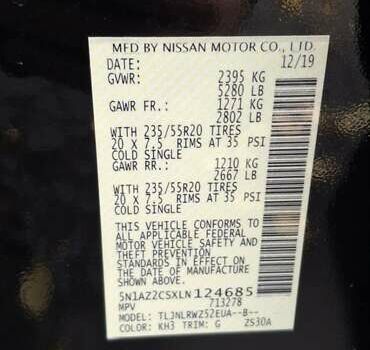 MFD BY NISSAN MOTOR CO., LTD.
DATE: 12/19
GVWR: 2395 KG
5280 LB
GAWR FR.: 1271 KG
2802 LB
WITH 235/55R20 TIRES
20 X 7.5 RIMS AT 35 PSI
COLD SINGLE
GAWR RR.: 1210 KG
2667 LB
WITH 235/55R20 TIRES
20 X 7.5 RIMS AT 35 PSI
COLD SINGLE
THIS VEHICLE CONFORMS TO
ALL APPLICABLE FEDERAL
MOTOR VEHICLE SAFETY AND
THEFT PREVENTION
STANDARDS IN EFFECT ON
THE DATE OF MANUFACTURE
SHOWN ABOVE
5N1AZ2CSXLN124685
MPV 713278
MODEL: TLJNLRWZ52EUA--B--
COLOR: KH3 TRIM: G Z530A